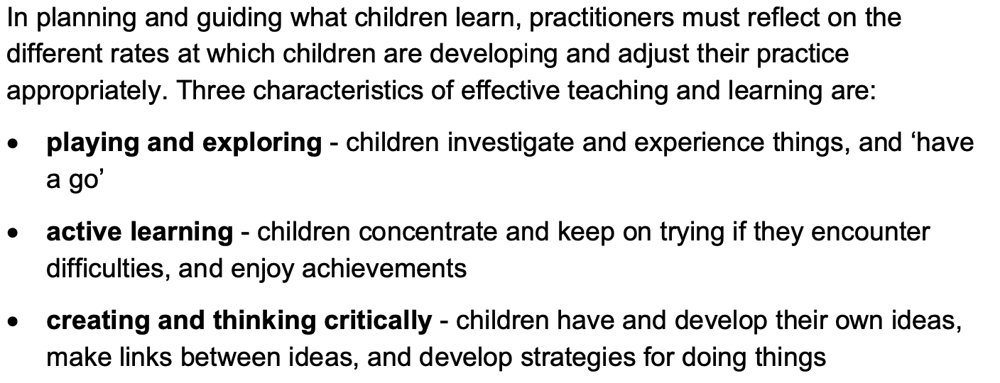 In planning and guiding what children learn, practitioners must reflect on the
different rates at which children are developing and adjust their practice
appropriately. Three characteristics of effective teaching and learning are:
• playing and exploring - children investigate and experience things, and ‘have
a go’
• active learning - children concentrate and keep on trying if they encounter
difficulties, and enjoy achievements
• creating and thinking critically - children have and develop their own ideas,
make links between ideas, and develop strategies for doing things